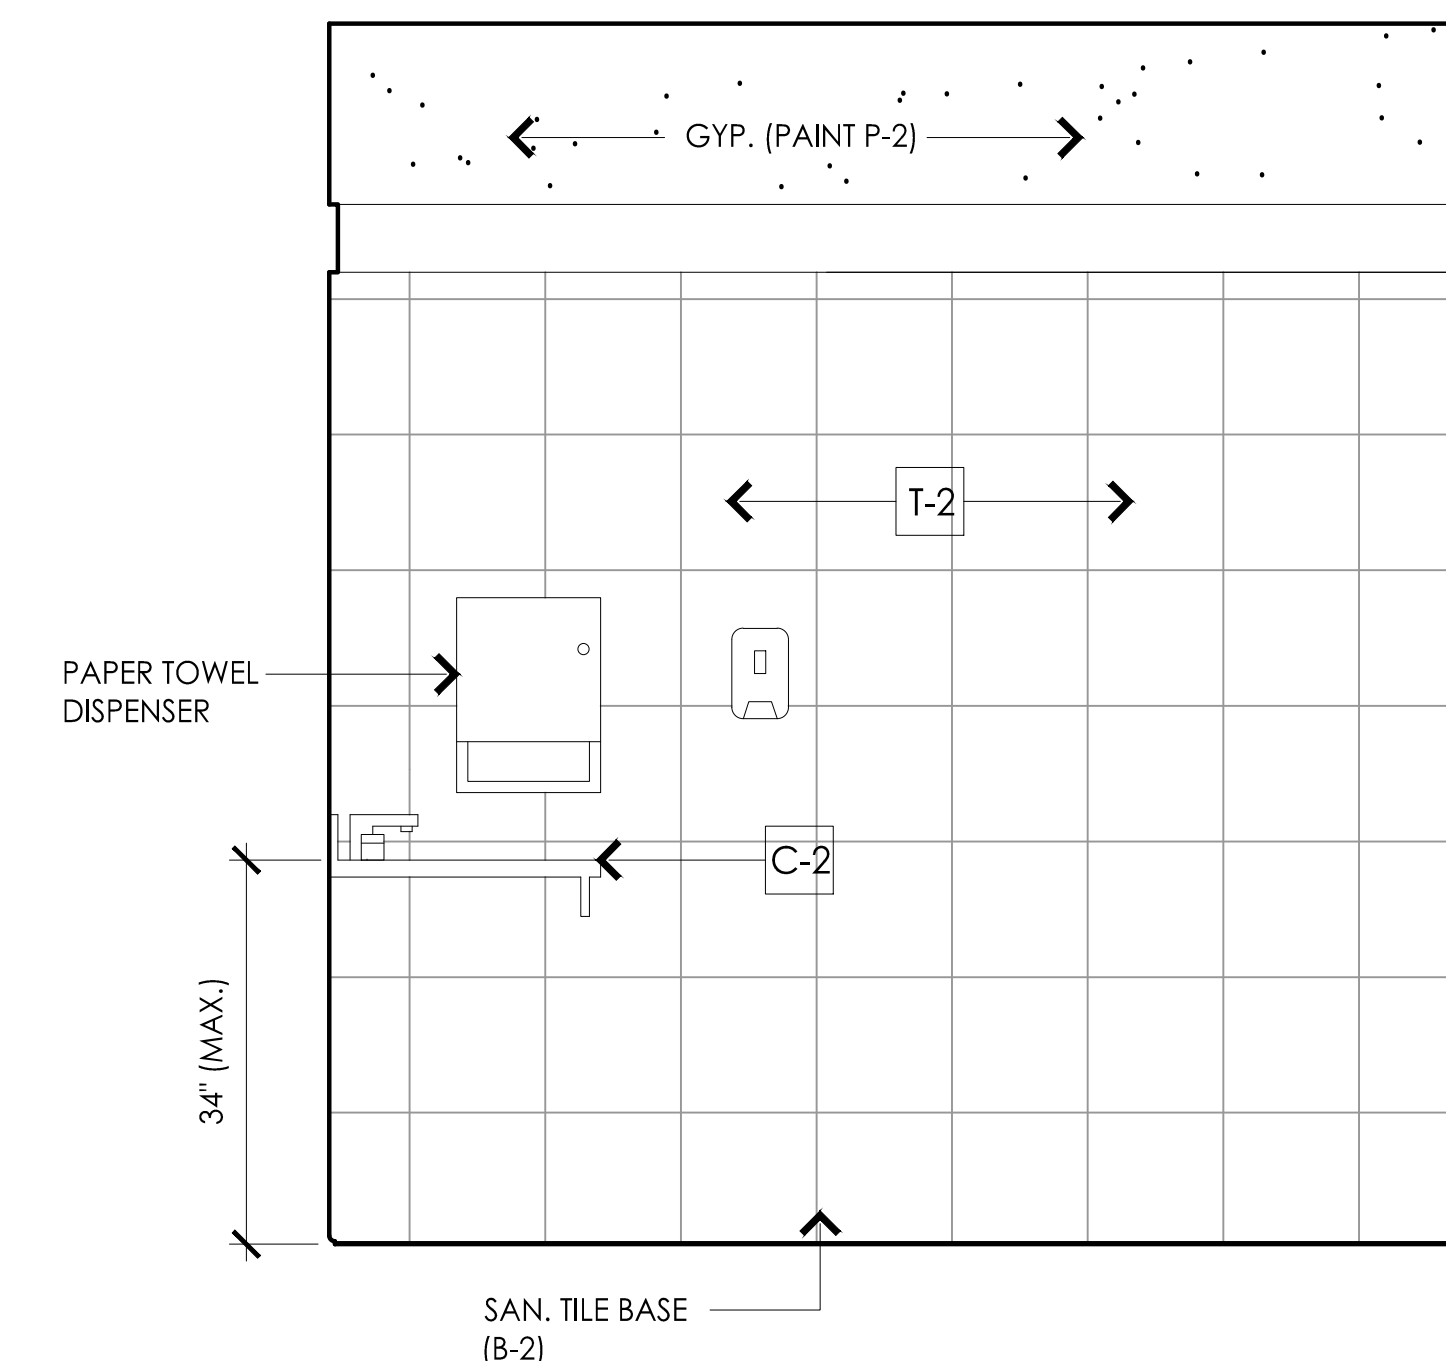 GYP. (PAINT P-2)
T-2
PAPER TOWEL
DISPENSER
C-2
34" (MAX.)
SAN. TILE BASE
(B-2)